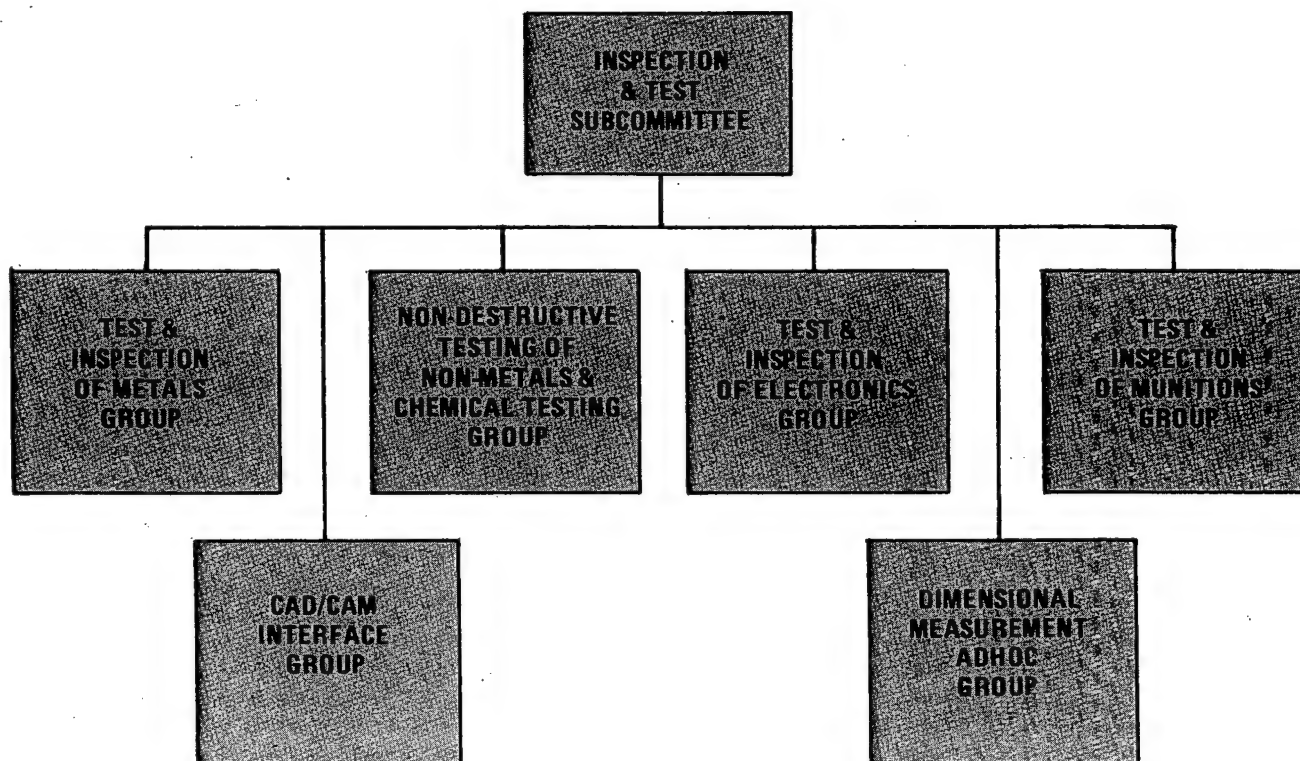 INSPECTION
& TEST
SUBCOMMITTEE
TEST &
INSPECTION
OF METALS
GROUP
NON-DESTRUCTIVE
TESTING OF
NON-METALS &
CHEMICAL TESTING
GROUP
TEST &
INSPECTION
OF ELECTRONICS
GROUP
TEST &
INSPECTION
OF MUNITIONS
GROUP
CAD/CAM
INTERFACE
GROUP
DIMENSIONAL
MEASUREMENT
ADHOC
GROUP